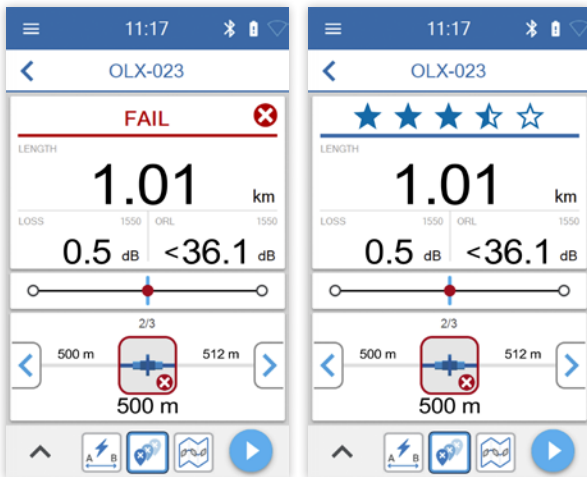 11:17
OLX-023
FAIL
LENGTH
1.01 km
LOSS 1550 ORL 1550
0.5 dB <36.1 dB
2/3
500 m 512 m
500 m
A B
11:17
OLX-023
LENGTH
1.01 km
LOSS 1550 ORL 1550
0.5 dB <36.1 dB
2/3
500 m 512 m
500 m
A B